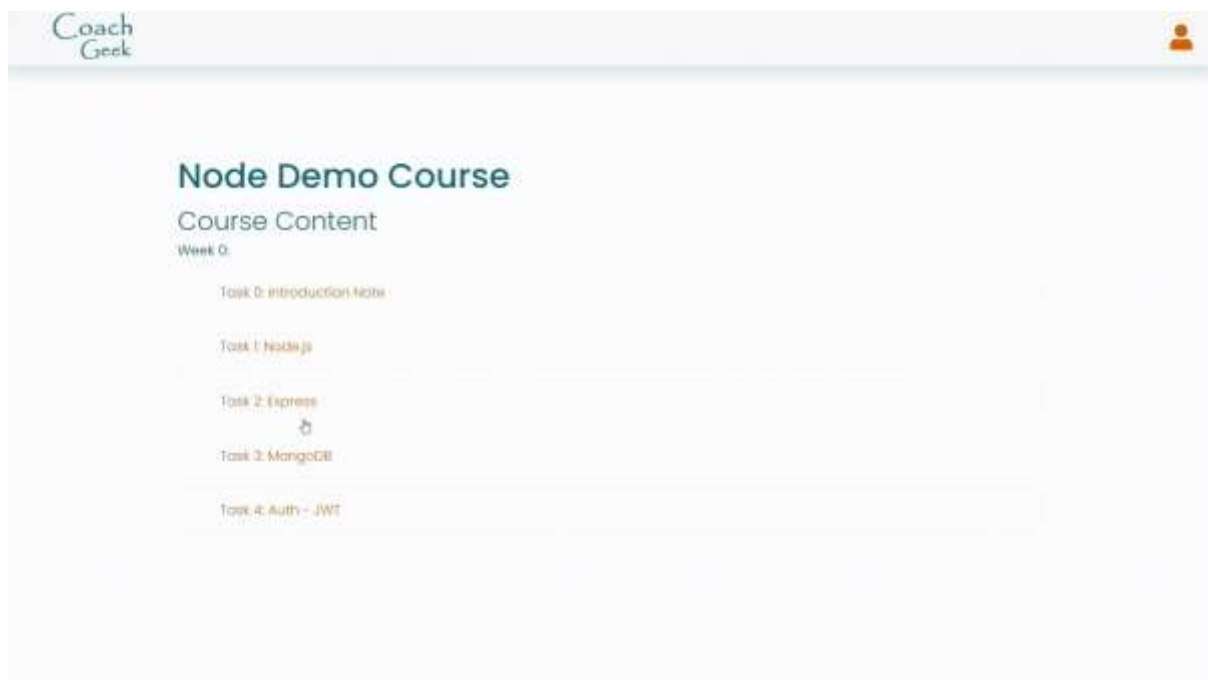 Coach
Geek
Node Demo Course
Course Content
Week 0:
Task 0: Introduction Note
Task 1: Node.js
Task 2: Express
Task 3: MongoDB
Task 4: Auth - JWT